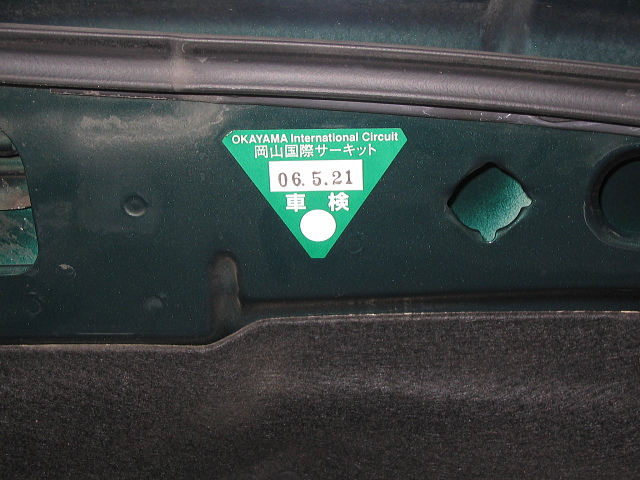 OKAYAMA International Circuit
岡山国際サーキット
06.5.21
車 検